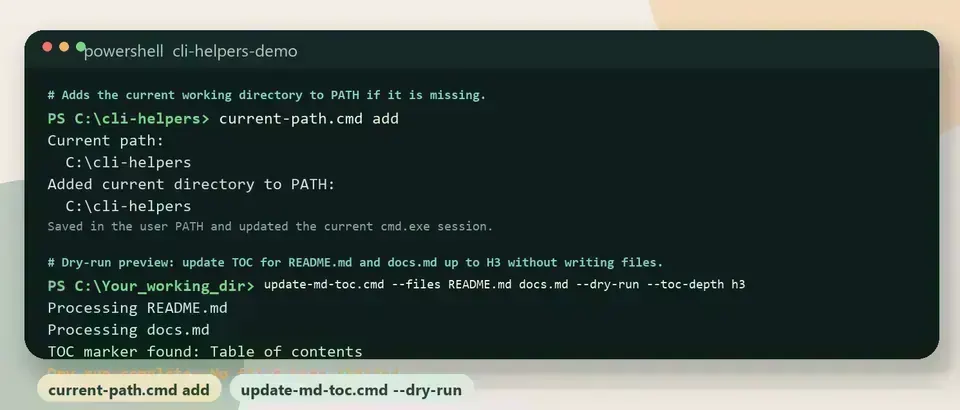 powershell cli-helpers-demo
# Adds the current working directory to PATH if it is missing.
PS C:\cli-helpers> current-path.cmd add
Current path:
C:\cli-helpers
Added current directory to PATH:
C:\cli-helpers
Saved in the user PATH and updated the current cmd.exe session.
# Dry-run preview: update TOC for README.md and docs.md up to H3 without writing files.
PS C:\Your_working_dir> update-md-toc.cmd --files README.md docs.md --dry-run --toc-depth h3
Processing README.md
Processing docs.md
TOC marker found: Table of contents
current-path.cmd add
update-md-toc.cmd --dry-run